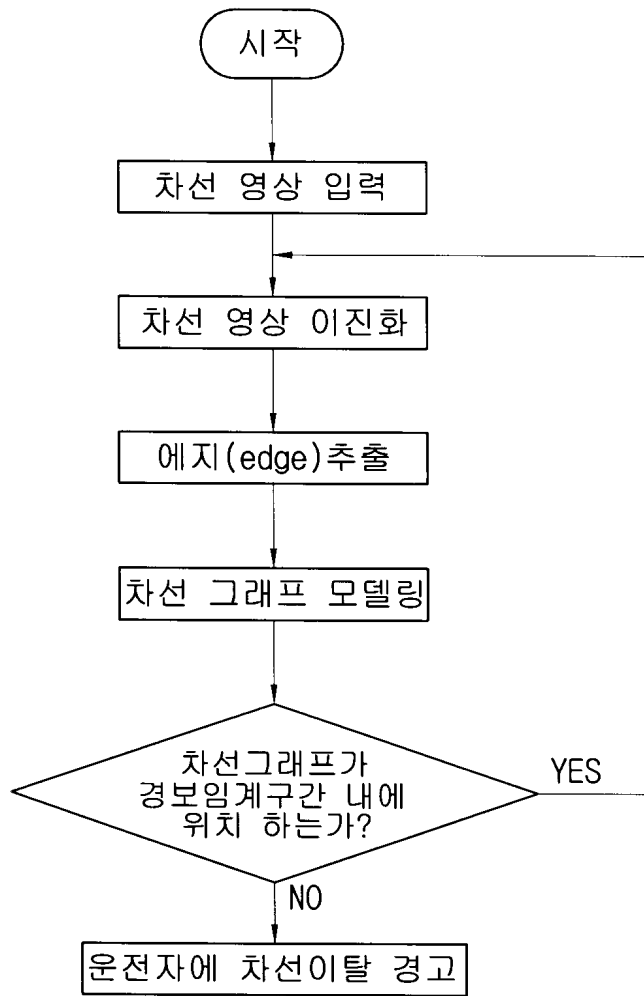 시작
차선 영상 입력
차선 영상 이진화
에지(edge)추출
차선 그래프 모델링
차선그래프가
경보임계구간 내에
위치 하는가?
YES
NO
운전자에 차선이탈 경고